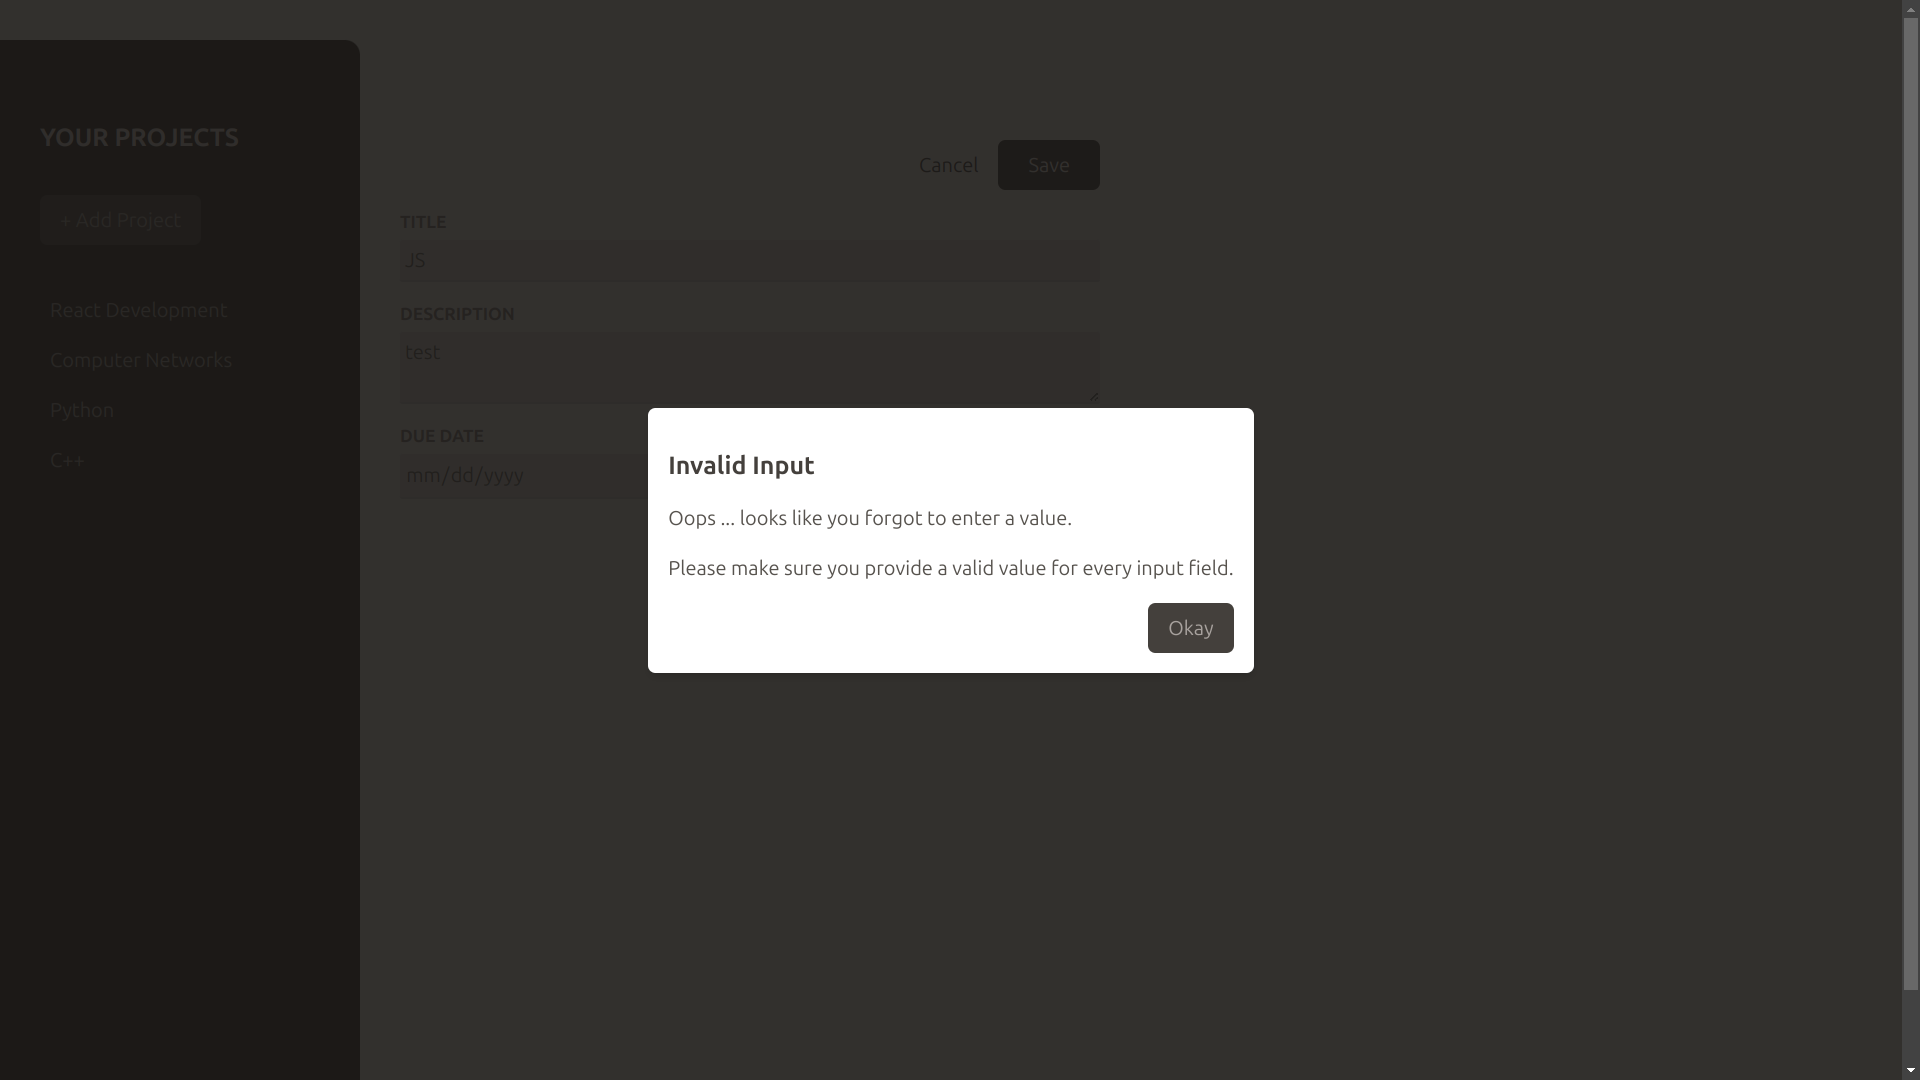 YOUR PROJECTS
+ Add Project
React Development
Computer Networks
Python
C++
Cancel
Save
TITLE
JS
DESCRIPTION
test
DUE DATE
mm/dd/yyyy
Invalid Input
Oops ... looks like you forgot to enter a value.
Please make sure you provide a valid value for every input field.
Okay